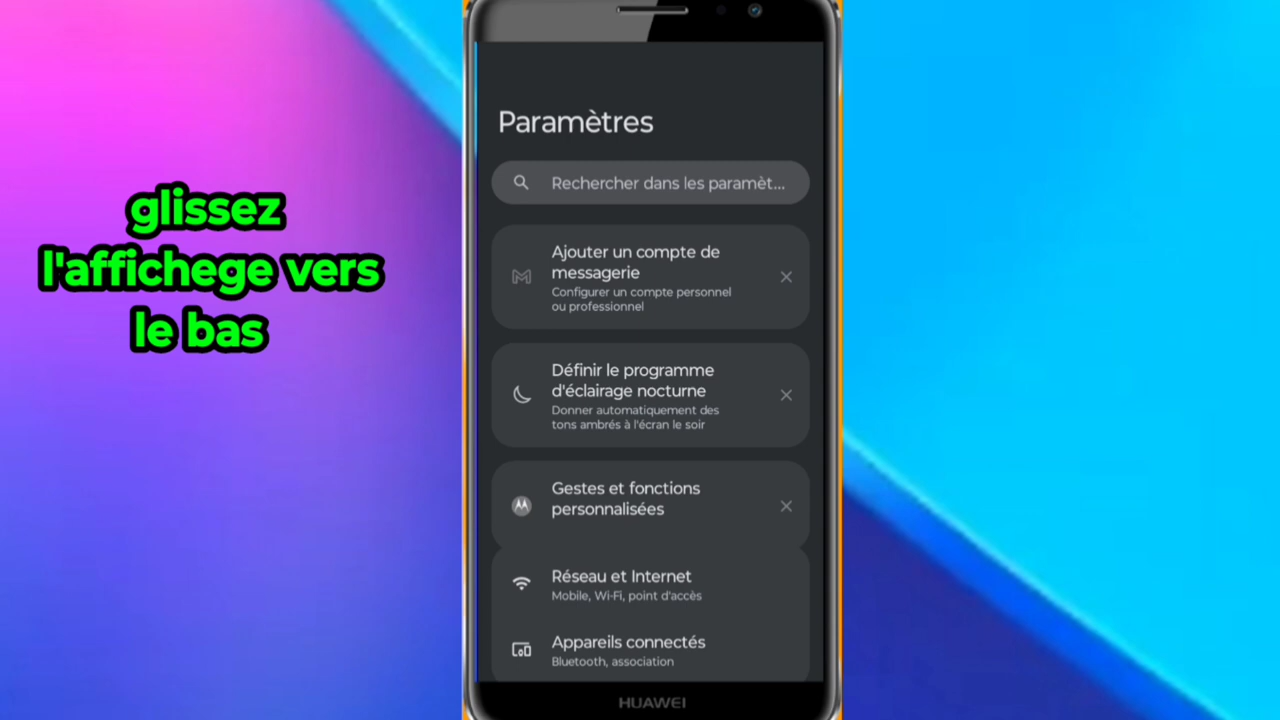 glissez
l'affichege vers
le bas
Paramètres
Rechercher dans les paramèt...
Ajouter un compte de
messagerie
Configurer un compte personnel
ou professionnel
Définir le programme
d'éclairage nocturne
Donner automatiquement des
tons ambrés à l'écran le soir
Gestes et fonctions
personnalisées
Réseau et Internet
Mobile, Wi-Fi, point d'accès
Appareils connectés
Bluetooth, association
HUAWEI